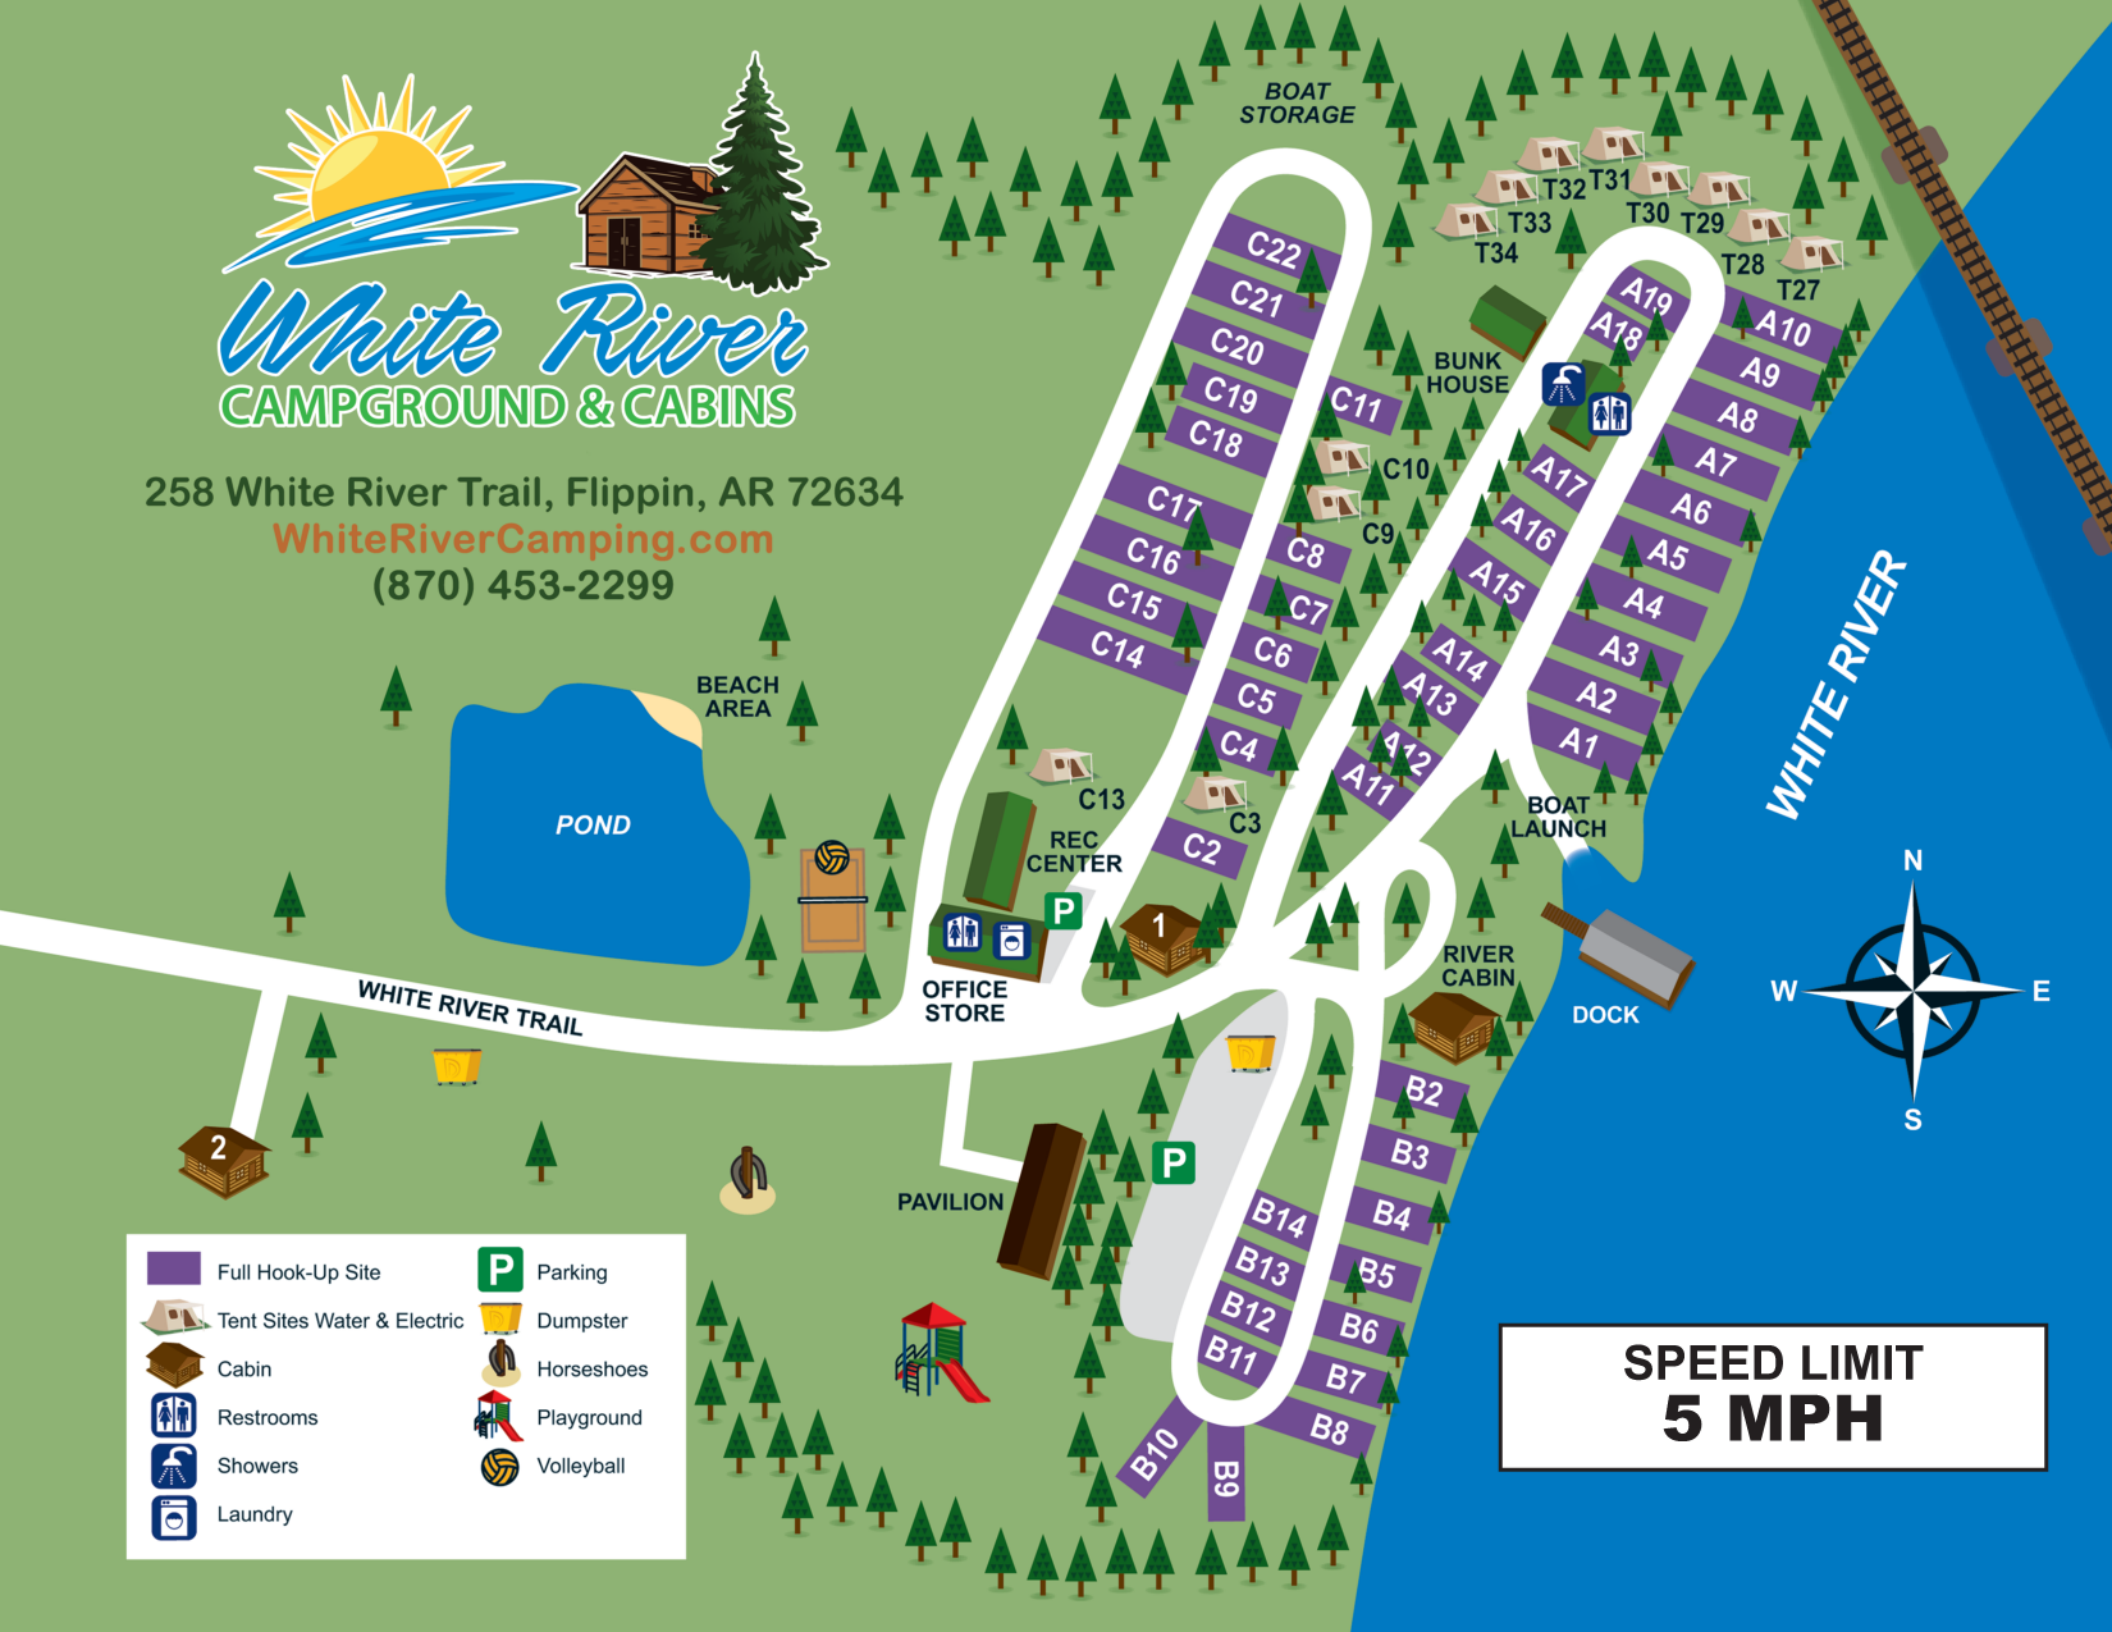 White River
CAMPGROUND & CABINS
258 White River Trail, Flippin, AR 72634
WhiteRiverCamping.com
(870) 453-2299
BOAT
STORAGE
C22
C21
C20
C19
C18
C17
C16
C15
C14
C11
C10
C9
C8
C7
C6
C5
C4
C3
C2
C13
T34
T33
T32
T31
T30
T29
T28
T27
BUNK
HOUSE
A19
A18
A17
A16
A15
A14
A13
A12
A11
A10
A9
A8
A7
A6
A5
A4
A3
A2
A1
WHITE RIVER
BEACH
AREA
POND
REC
CENTER
P
1
OFFICE
STORE
WHITE RIVER TRAIL
2
BOAT
LAUNCH
RIVER
CABIN
DOCK
N
W
E
S
D
P
PAVILION
B2
B3
B4
B5
B6
B7
B8
B9
B10
B14
B13
B12
B11
D
Full Hook-Up Site
Tent Sites Water & Electric
Cabin
Restrooms
Showers
Laundry
P Parking
D Dumpster
Horseshoes
Playground
Volleyball
SPEED LIMIT
5 MPH